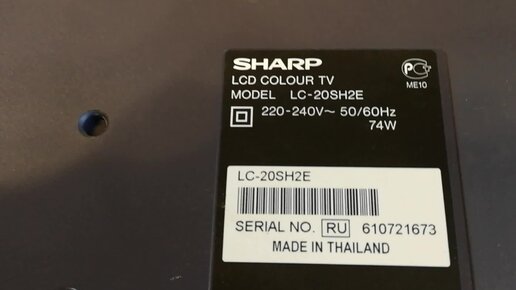 SHARP
LCD COLOUR TV
MODEL LC-20SH2E
220-240V~ 50/60Hz
74W
ME10
LC-20SH2E
SERIAL NO. RU 610721673
MADE IN THAILAND